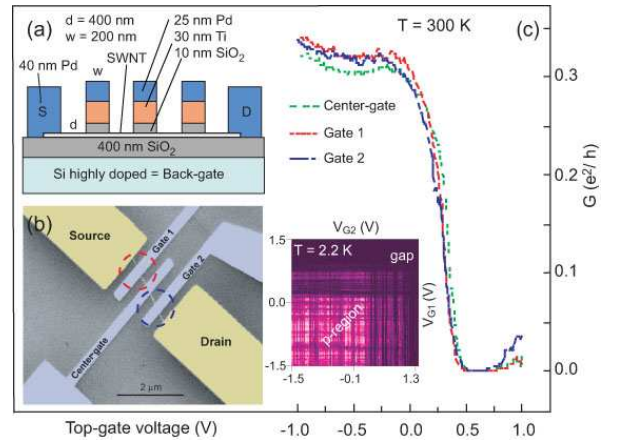 (a)
d = 400 nm
w = 200 nm
25 nm Pd
30 nm Ti
10 nm SiO₂
SWNT
40 nm Pd
w
S
d
D
400 nm SiO₂
Si highly doped = Back-gate
(b)
Source
Gate 1
Gate 2
Center-gate
Drain
2 μm
(c)
T = 300 K
Center-gate
Gate 1
Gate 2
0.3
0.2
0.1
0.0
G (e²/ h)
V_G2 (V)
T = 2.2 K
gap
p-region
1.5
0.0
-1.5
V_G1 (V)
-1.5
-0.1
1.3
Top-gate voltage (V)
-1.0
-0.5
0.0
0.5
1.0